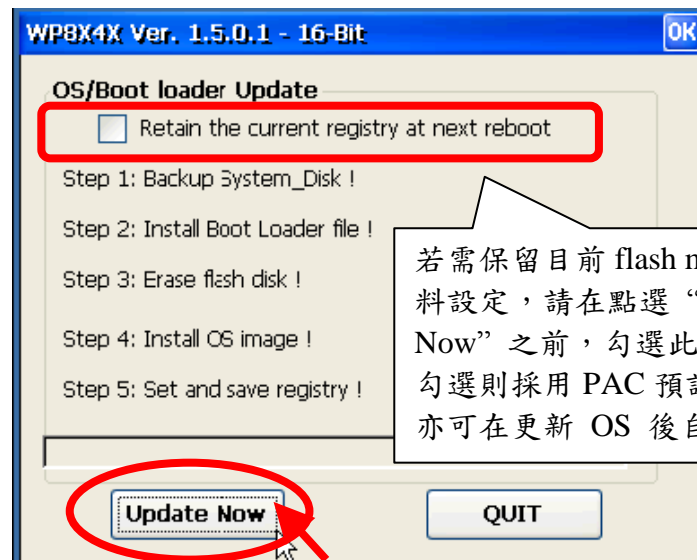 WP8X4X Ver. 1.5.0.1 - 16-Bit
OK
OS/Boot loader Update
Retain the current registry at next reboot
Step 1: Backup System_Disk !
Step 2: Install Boot Loader file !
Step 3: Erase flash disk !
Step 4: Install OS image !
Step 5: Set and save registry !
若需保留目前 flash
料設定，請在點選 “
Now” 之前，勾選此
勾選則採用 PAC 預
亦可在更新 OS 後
Update Now
QUIT